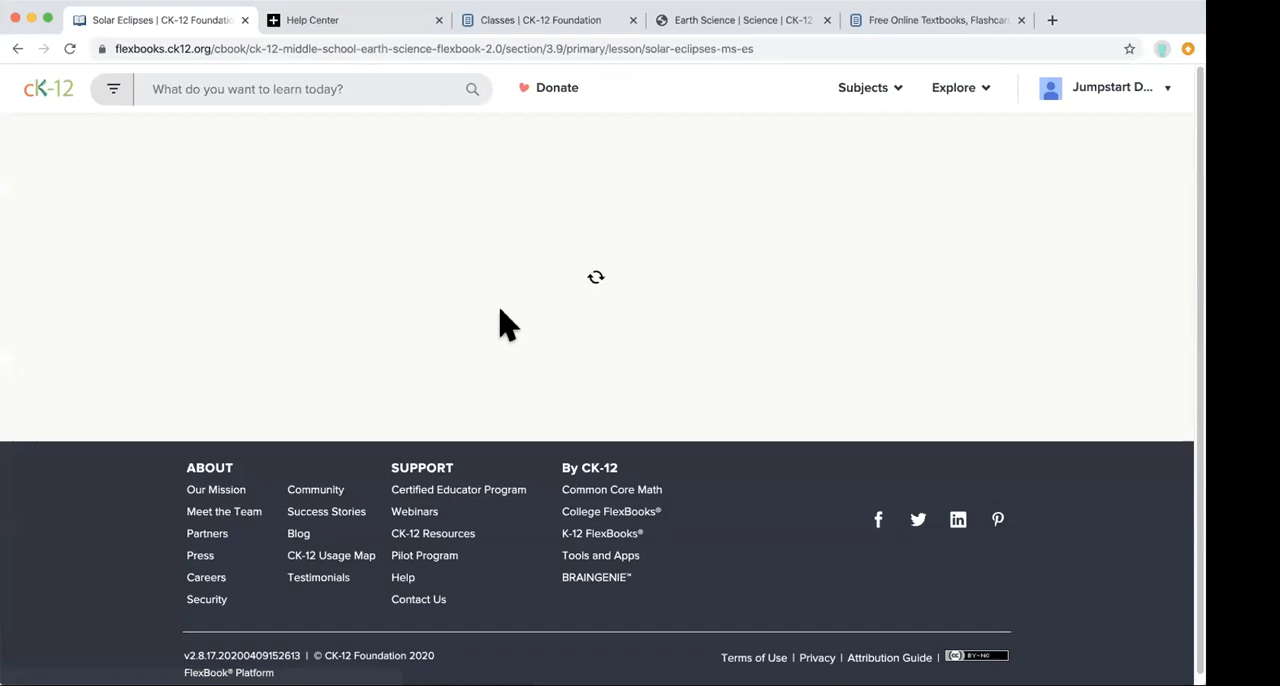 Solar Eclipses | CK-12 Foundatio
Help Center
Classes | CK-12 Foundation
Earth Science | Science | CK-12
Free Online Textbooks, Flashcar
flexbooks.ck12.org/cbook/ck-12-middle-school-earth-science-flexbook-2.0/section/3.9/primary/lesson/solar-eclipses-ms-es
cK-12
What do you want to learn today?
Donate
Subjects
Explore
Jumpstart D...
ABOUT
Our Mission
Meet the Team
Partners
Press
Careers
Security
Community
Success Stories
Blog
CK-12 Usage Map
Testimonials
SUPPORT
Certified Educator Program
Webinars
CK-12 Resources
Pilot Program
Help
Contact Us
By CK-12
Common Core Math
College FlexBooks®
K-12 FlexBooks®
Tools and Apps
BRAINGENIE™
v2.8.17.20200409152613 | © CK-12 Foundation 2020
FlexBook® Platform
Terms of Use | Privacy | Attribution Guide |
cc BY-NC